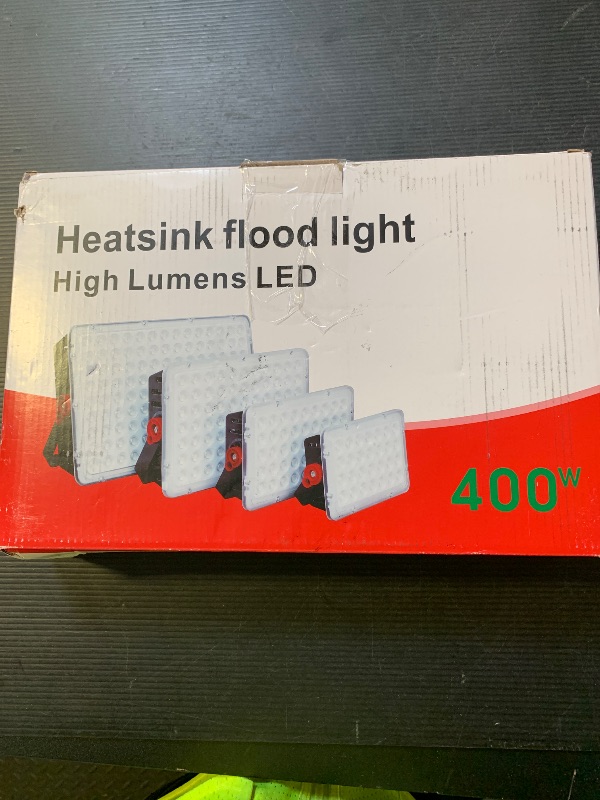 Heatsink flood light
High Lumens LED
400W